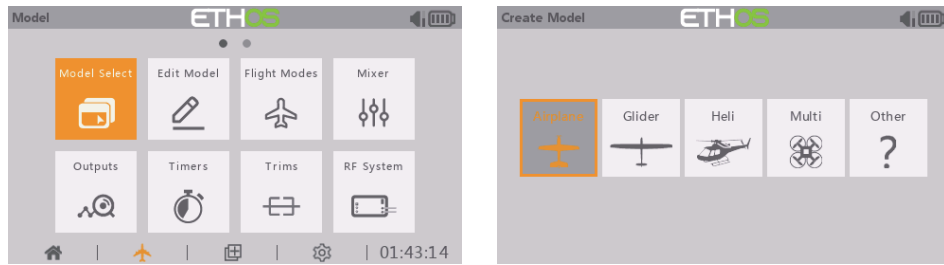 Model
ETHOS
Model Select
Edit Model
Flight Modes
Mixer
Outputs
Timers
Trims
RF System
01:43:14
Create Model
ETHOS
Airplane
Glider
Heli
Multi
Other
?